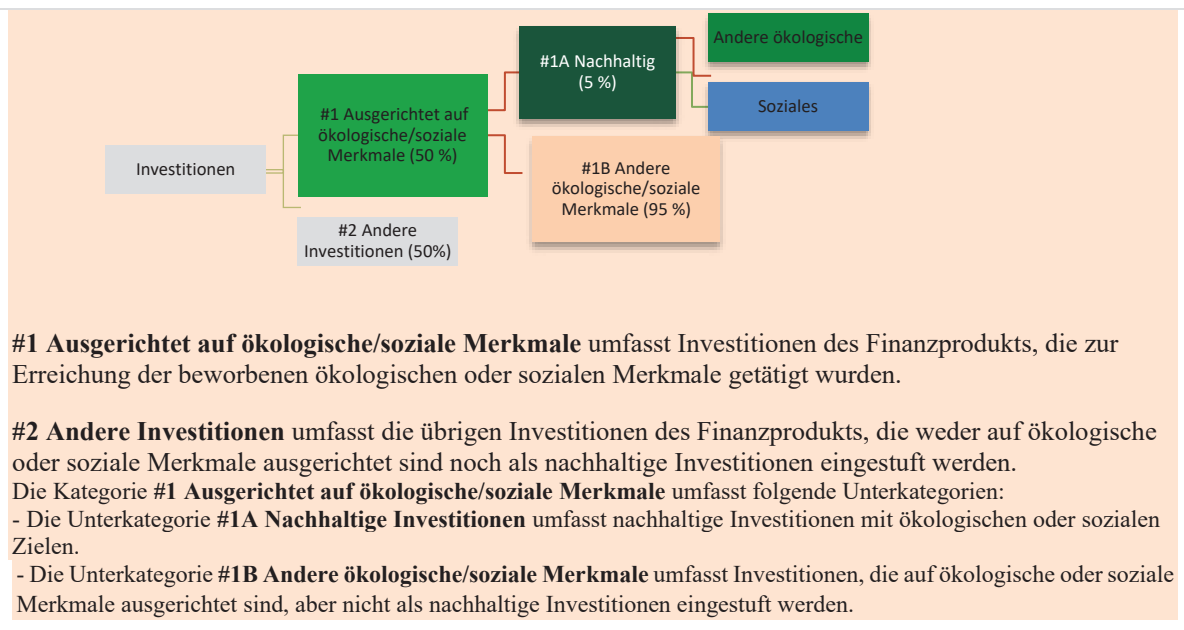 Investitionen
#1 Ausgerichtet auf
ökologische/soziale
Merkmale (50 %)
#2 Andere
Investitionen (50%)
#1A Nachhaltig
(5 %)
#1B Andere
ökologische/soziale
Merkmale (95 %)
Andere ökologische
Soziales
#1 Ausgerichtet auf ökologische/soziale Merkmale umfasst Investitionen des Finanzprodukts, die zur
Erreichung der beworbenen ökologischen oder sozialen Merkmale getätigt wurden.
#2 Andere Investitionen umfasst die übrigen Investitionen des Finanzprodukts, die weder auf ökologische
oder soziale Merkmale ausgerichtet sind noch als nachhaltige Investitionen eingestuft werden.
Die Kategorie #1 Ausgerichtet auf ökologische/soziale Merkmale umfasst folgende Unterkategorien:
- Die Unterkategorie #1A Nachhaltige Investitionen umfasst nachhaltige Investitionen mit ökologischen oder sozialen
Zielen.
- Die Unterkategorie #1B Andere ökologische/soziale Merkmale umfasst Investitionen, die auf ökologische oder soziale
Merkmale ausgerichtet sind, aber nicht als nachhaltige Investitionen eingestuft werden.